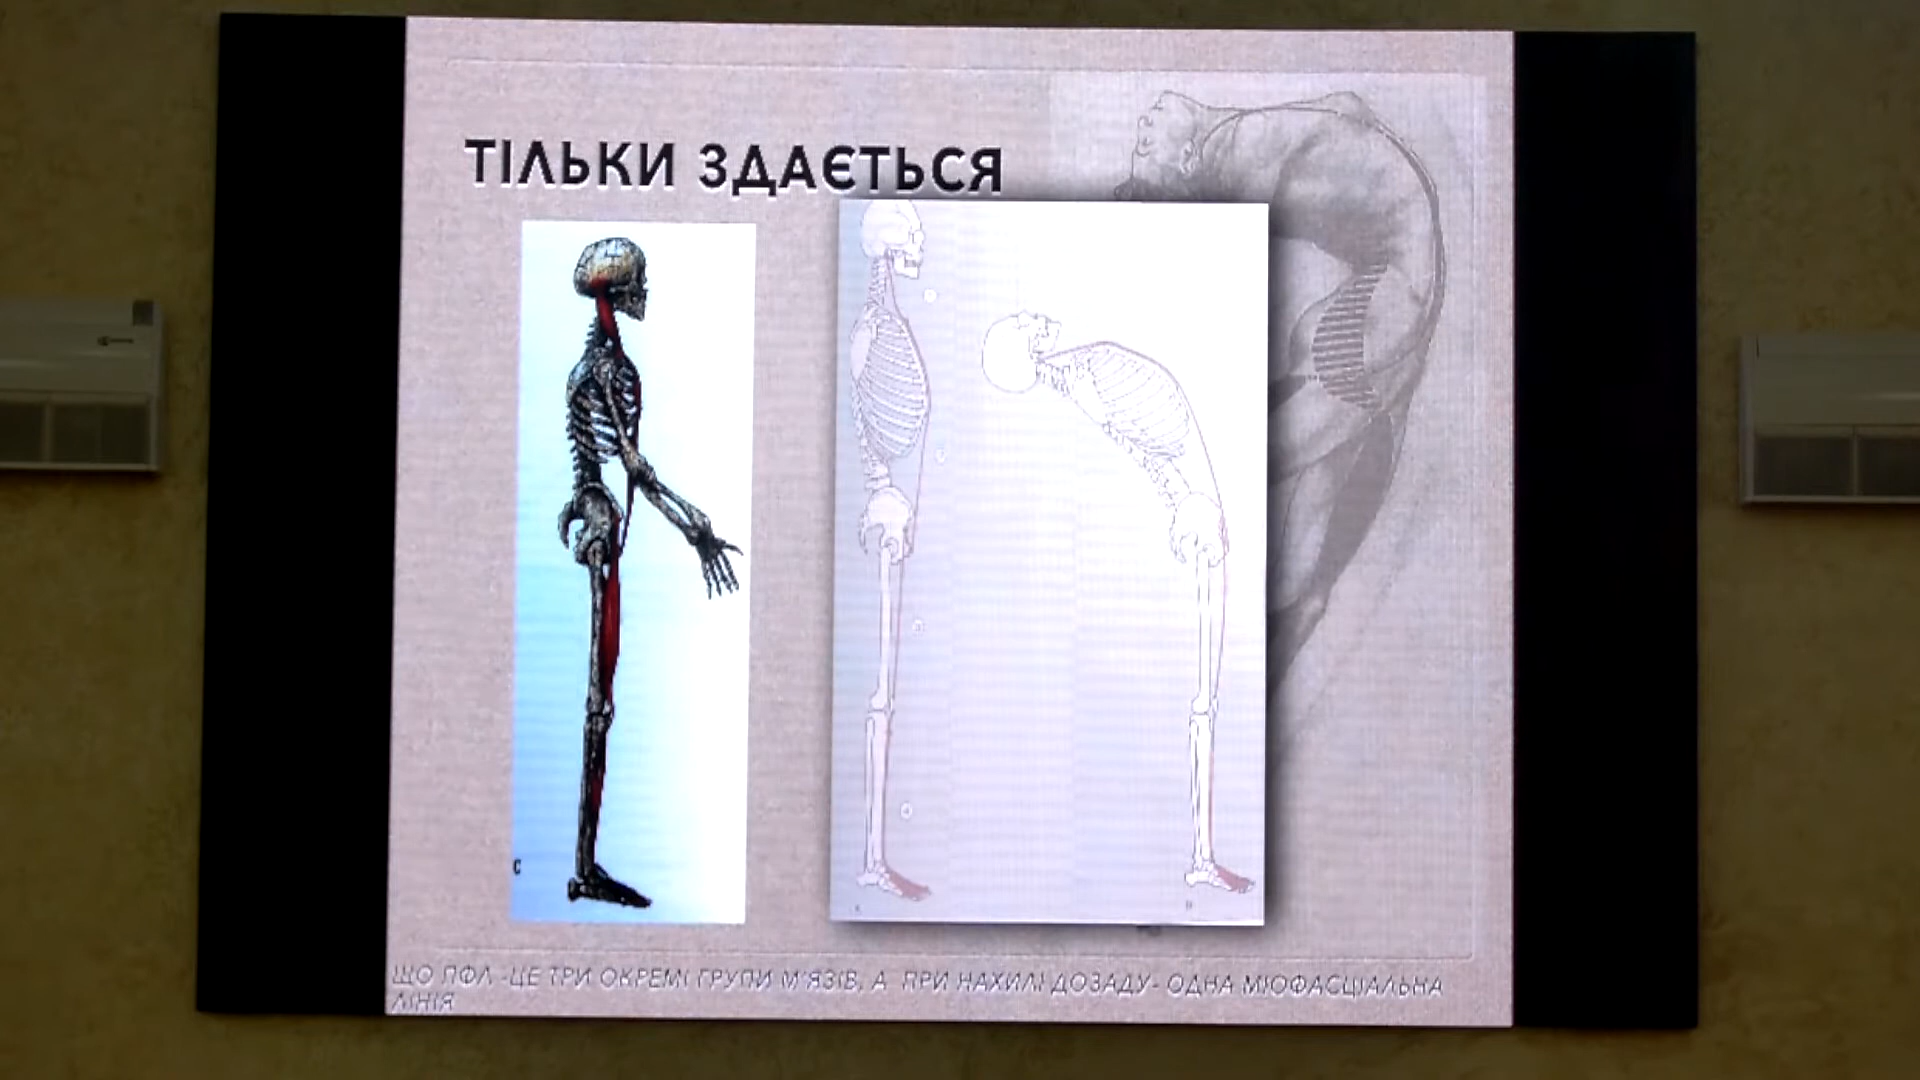 ТІЛЬКИ ЗДАЄТЬСЯ
C
ЩО ПФЛ -ЦЕ ТРИ ОКРЕМІ ГРУПИ М'ЯЗІВ, А ПРИ НАХИЛІ ДОЗАДУ- ОДНА МІОФАСЦІАЛЬНА
ЛІНІЯ